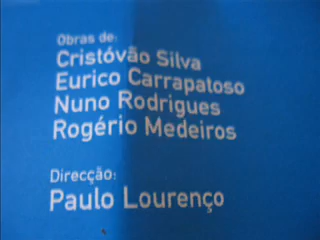 Obras de:
Cristóvão Silva
Eurico Carrapatoso
Nuno Rodrigues
Rogério Medeiros
Direcção:
Paulo Lourenço